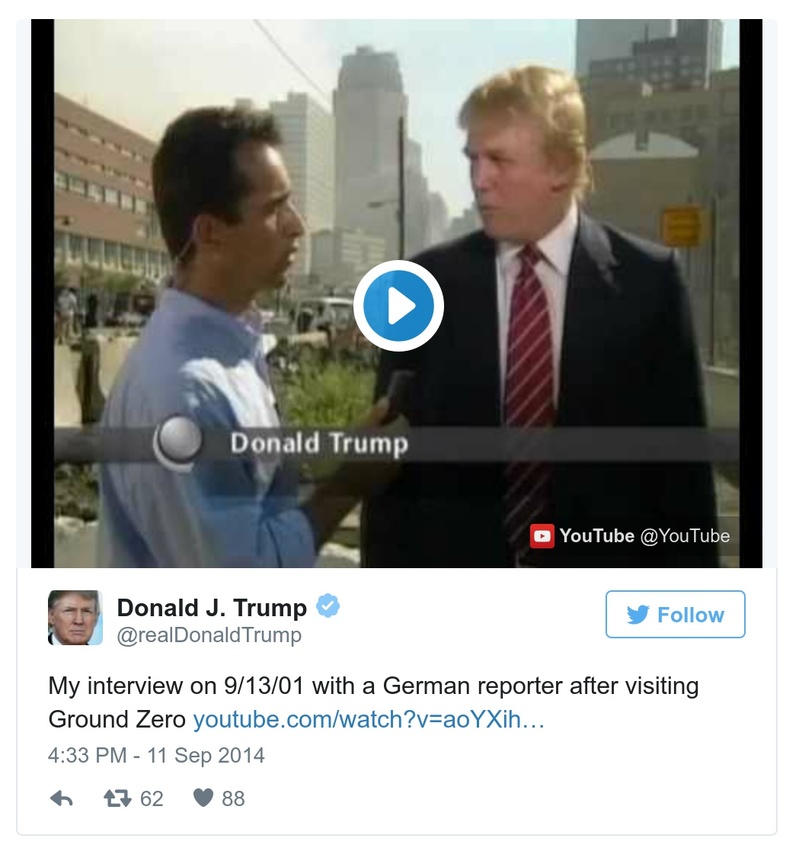 Donald Trump
YouTube @YouTube
Donald J. Trump
@realDonaldTrump
Follow
My interview on 9/13/01 with a German reporter after visiting
Ground Zero youtube.com/watch?v=aoYXih…
4:33 PM - 11 Sep 2014
62 88